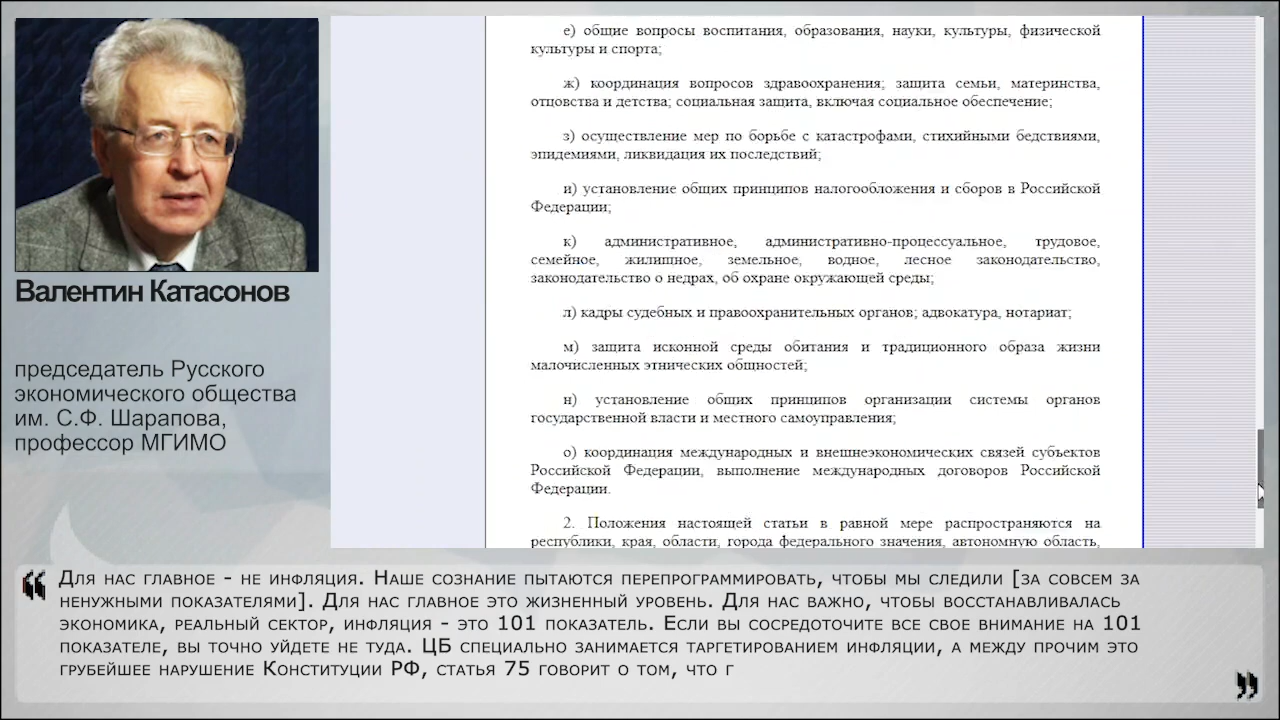 Валентин Катасонов
председатель Русского
экономического общества
им. С.Ф. Шарапова,
профессор МГИМО
е) общие вопросы воспитания, образования, науки, культуры, физической
культуры и спорта;
ж) координация вопросов здравоохранения; защита семьи, материнства,
отцовства и детства; социальная защита, включая социальное обеспечение;
з) осуществление мер по борьбе с катастрофами, стихийными бедствиями,
эпидемиями, ликвидация их последствий;
и) установление общих принципов налогообложения и сборов в Российской
Федерации;
к) административное, административно-процессуальное, трудовое,
семейное, жилищное, земельное, водное, лесное законодательство,
законодательство о недрах, об охране окружающей среды;
л) кадры судебных и правоохранительных органов; адвокатура, нотариат;
м) защита исконной среды обитания и традиционного образа жизни
малочисленных этнических общностей;
н) установление общих принципов организации системы органов
государственной власти и местного самоуправления;
о) координация международных и внешнеэкономических связей субъектов
Российской Федерации, выполнение международных договоров Российской
Федерации.
2. Положения настоящей статьи в равной мере распространяются на
республики, края, области, города федерального значения, автономную область,
“ Для нас главное - не инфляция. Наше сознание пытаются перепрограммировать, чтобы мы следили [за совсем за
ненужными показателями]. Для нас главное это жизненный уровень. Для нас важно, чтобы восстанавливалась
экономика, реальный сектор, инфляция - это 101 показатель. Если вы сосредоточите все свое внимание на 101
показателе, вы точно уйдете не туда. ЦБ специально занимается таргетированием инфляции, а между прочим это
грубейшее нарушение Конституции РФ, статья 75 говорит о том, что г
”